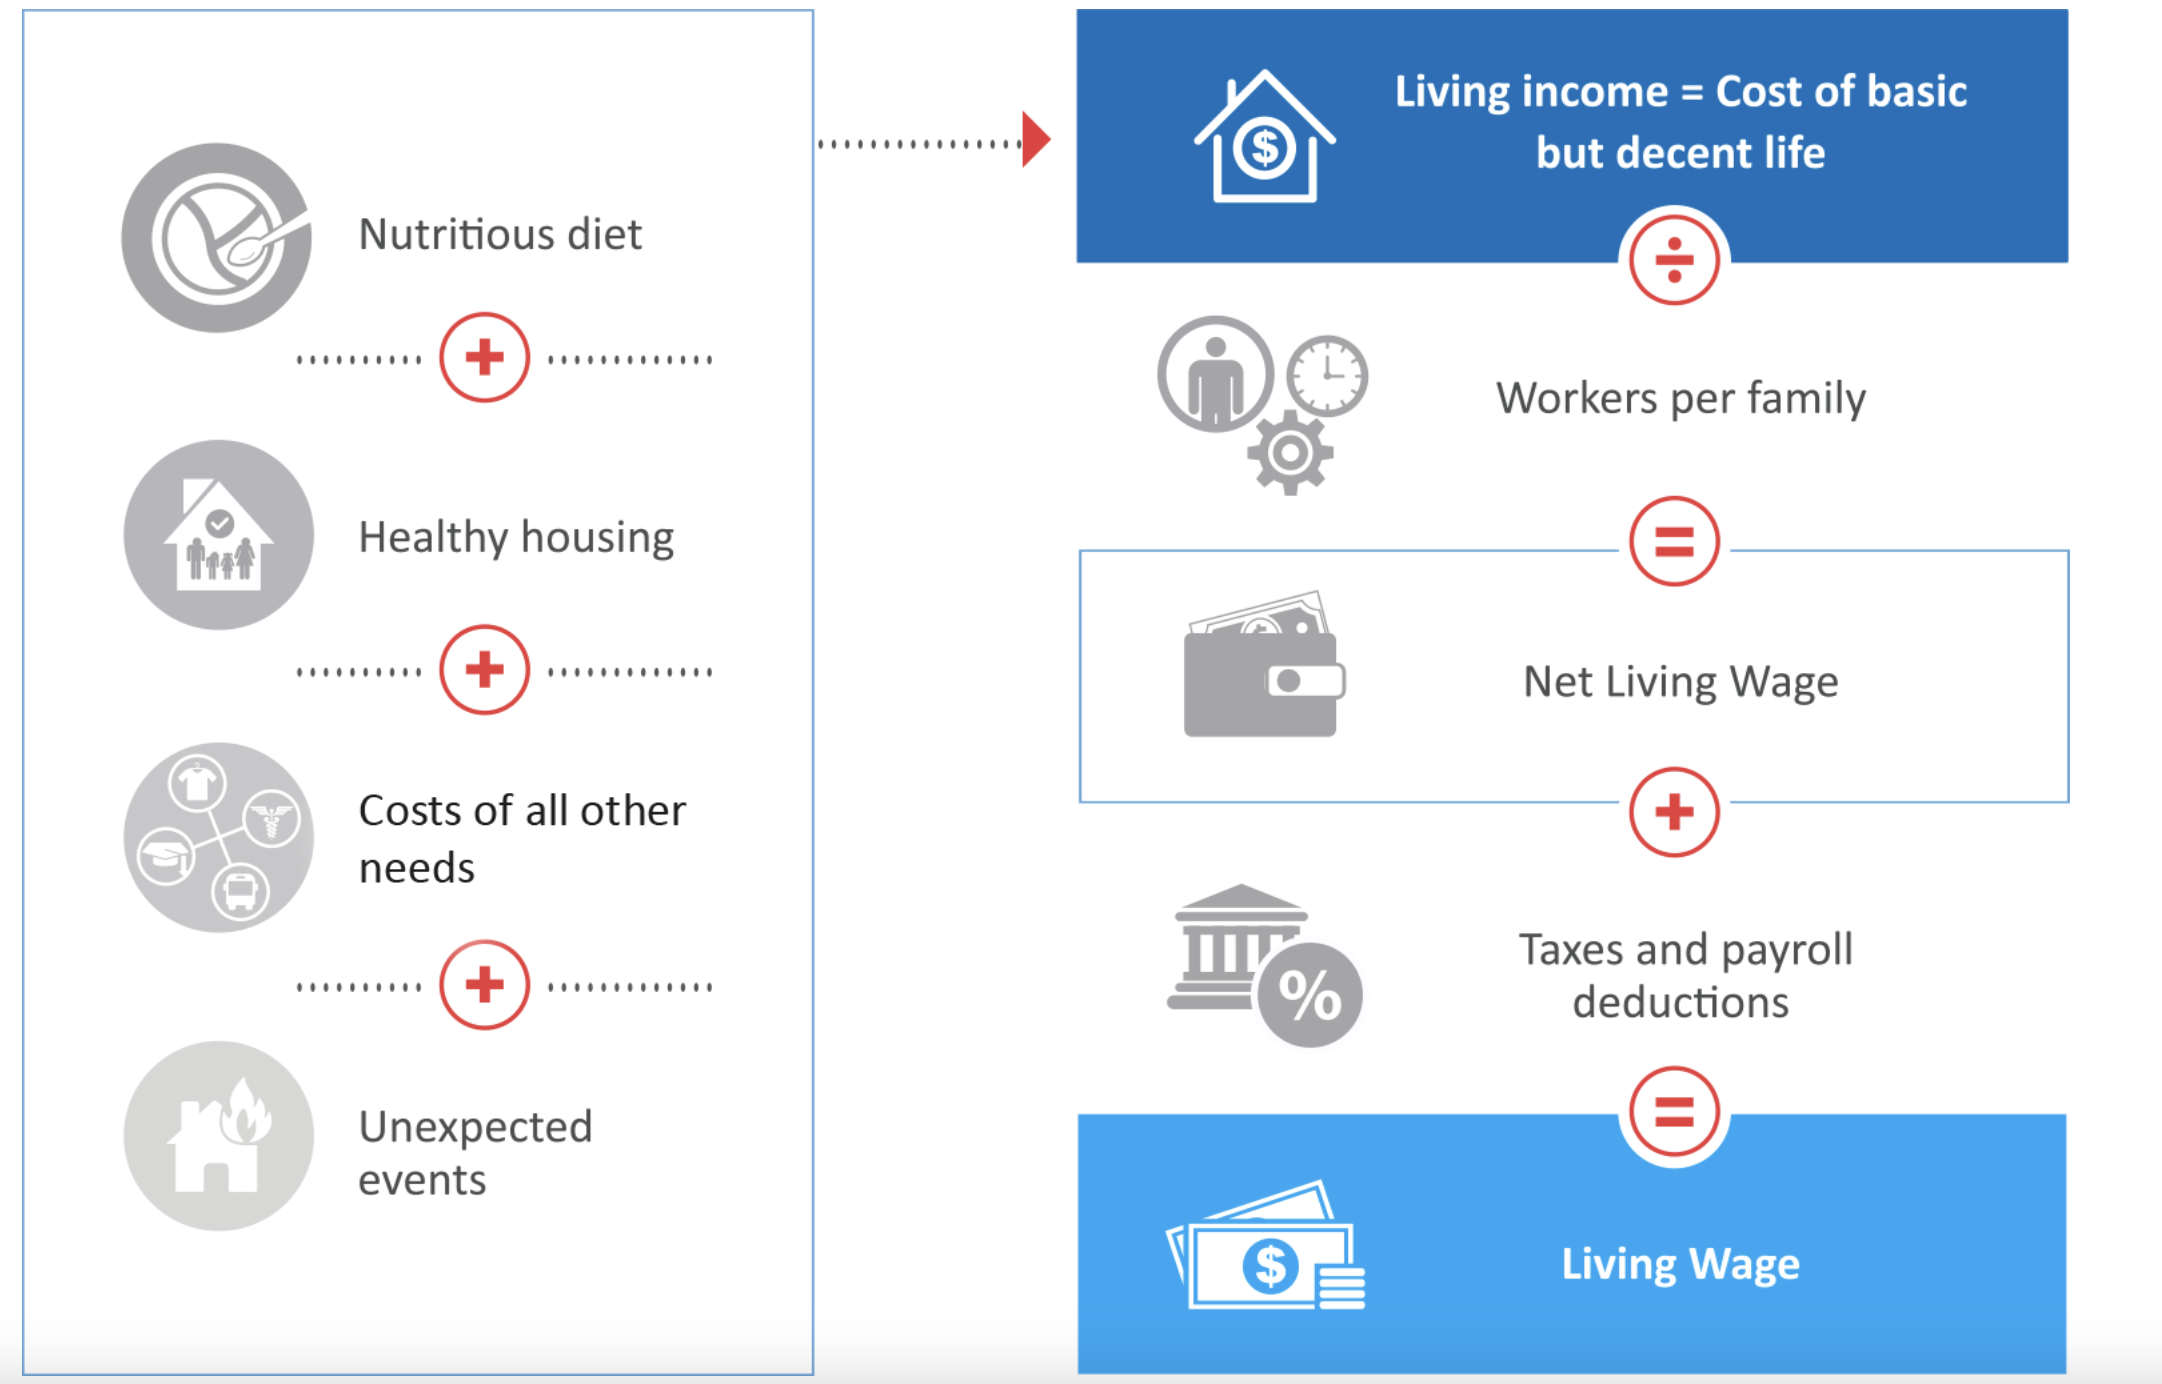 Nutritious diet
+
Healthy housing
+
Costs of all other
needs
+
Unexpected
events
Living income = Cost of basic
but decent life
$
÷
Workers per family
=
Net Living Wage
+
Taxes and payroll
deductions
%
=
$
Living Wage